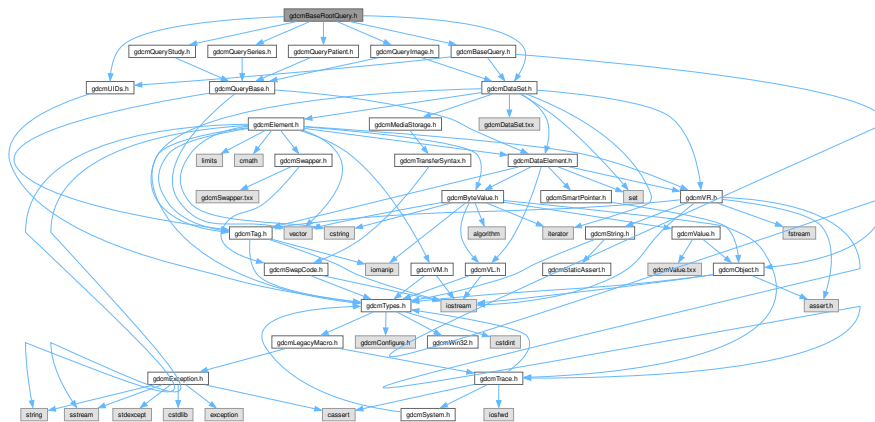 gdcmBaseRootQuery.h
gdcmQueryStudy.h
gdcmQuerySeries.h
gdcmQueryPatient.h
gdcmQueryImage.h
gdcmBaseQuery.h
gdcmUIDs.h
gdcmQueryBase.h
gdcmDataSet.h
gdcmElement.h
gdcmMediaStorage.h
gdcmDataSet.txx
limits
cmath
gdcmSwapper.h
gdcmTransferSyntax.h
gdcmDataElement.h
gdcmSwapper.txx
gdcmByteValue.h
gdcmSmartPointer.h
set
gdcmVR.h
gdcmTag.h
vector
cstring
algorithm
iterator
gdcmString.h
gdcmValue.h
fstream
gdcmSwapCode.h
iomanip
gdcmVM.h
gdcmVL.h
gdcmStaticAssert.h
gdcmValue.txx
gdcmObject.h
gdcmTypes.h
iostream
assert.h
gdcmLegacyMacro.h
gdcmConfigure.h
gdcmWin32.h
cstdint
gdcmException.h
gdcmTrace.h
string
sstream
stdexcept
cstdlib
exception
cassert
gdcmSystem.h
iosfwd